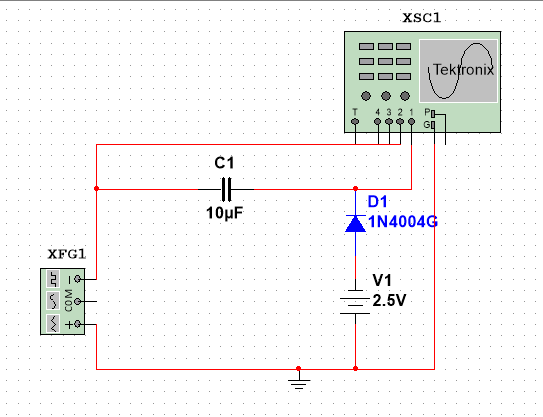 XSC1
Tektronix
T 4 3 2 1 P
G
C1
10µF
D1
1N4004G
XFG1
COM
V1
2.5V